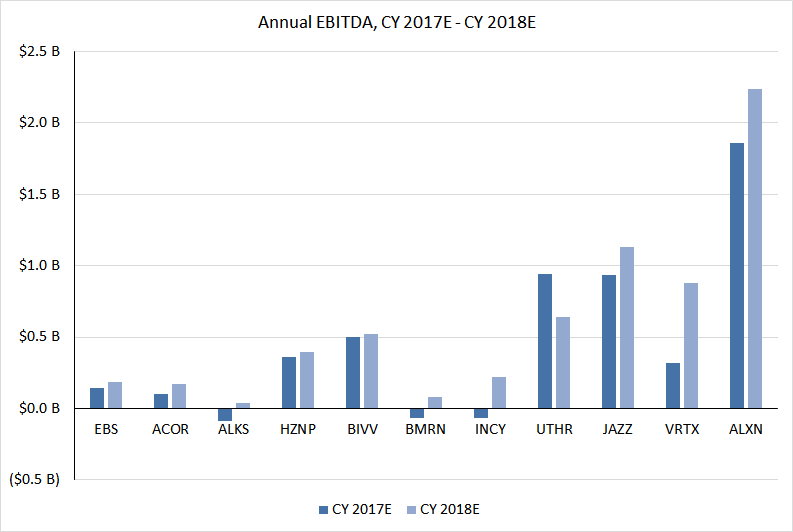 Annual EBITDA, CY 2017E - CY 2018E
$2.5 B
$2.0 B
$1.5 B
$1.0 B
$0.5 B
$0.0 B
($0.5 B)
EBS ACOR ALKS HZNP BIVV BMRN INCY UTHR JAZZ VRTX ALXN
CY 2017E CY 2018E